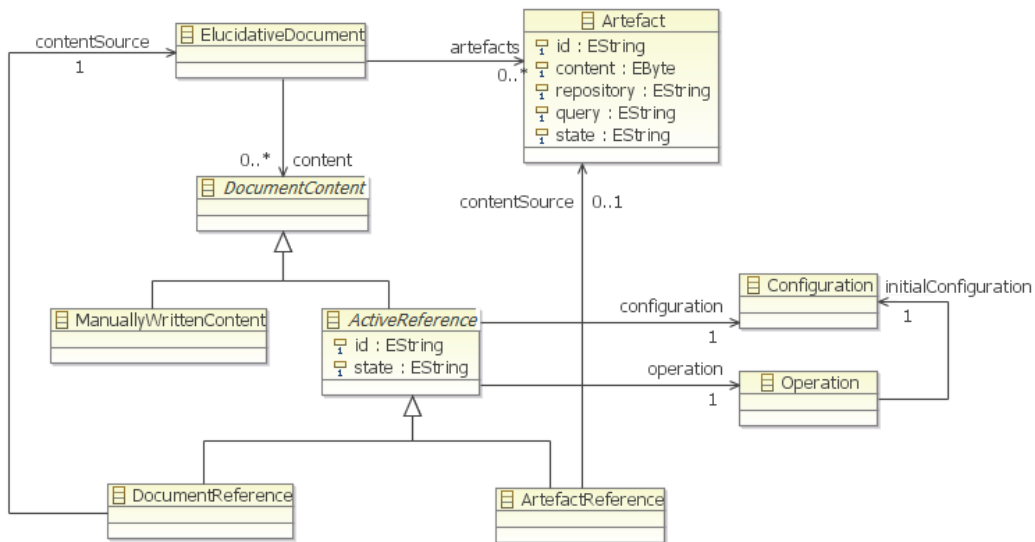 contentSource
1
ElucidativeDocument
artefacts
0..*
Artefact
id : EString
content : EByte
repository : EString
query : EString
state : EString
0..* content
DocumentContent
contentSource 0..1
ManuallyWrittenContent
ActiveReference
id : EString
state : EString
configuration
1
Configuration
initialConfiguration
1
operation
1
Operation
DocumentReference
ArtefactReference